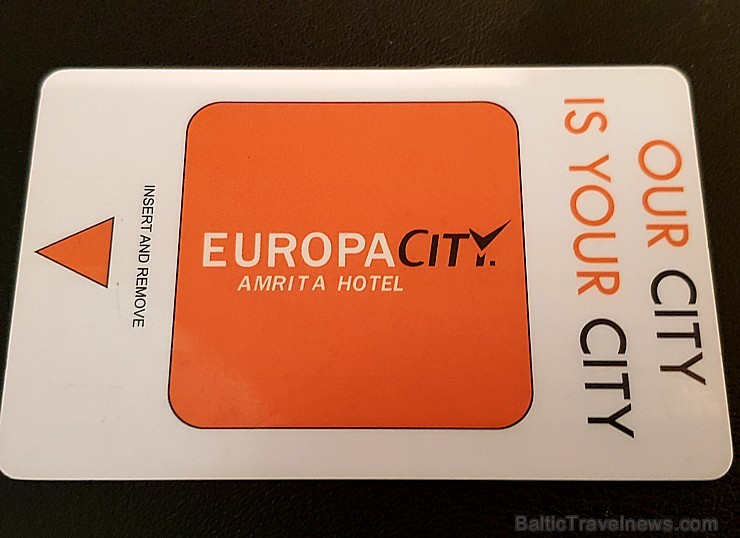 EUROPACITY.
AMRITA HOTEL
OUR CITY
IS YOUR CITY
INSERT AND REMOVE
BalticTravelnews.com